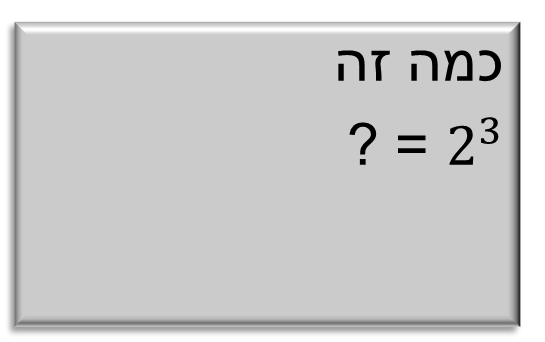 כמה זה
2³ = ?